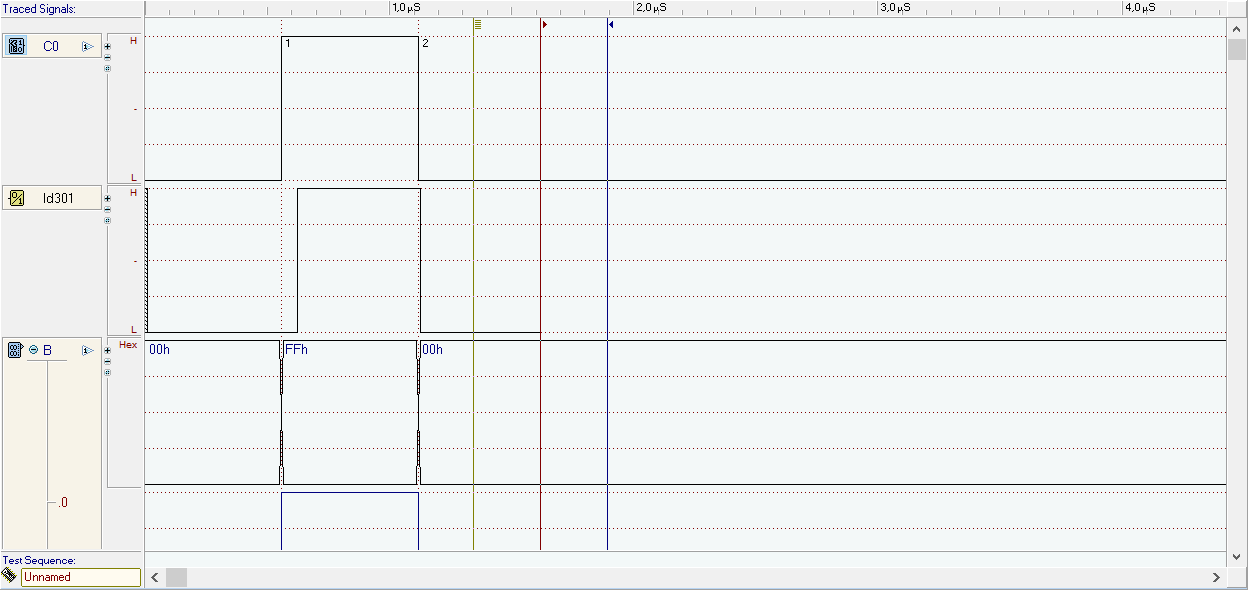 Traced Signals:
1,0 µS 2,0 µS 3,0 µS 4,0 µS
C0
H
-
L
1 2
Id301
H
-
L
B
Hex
00h FFh 00h
.0
Test Sequence:
Unnamed